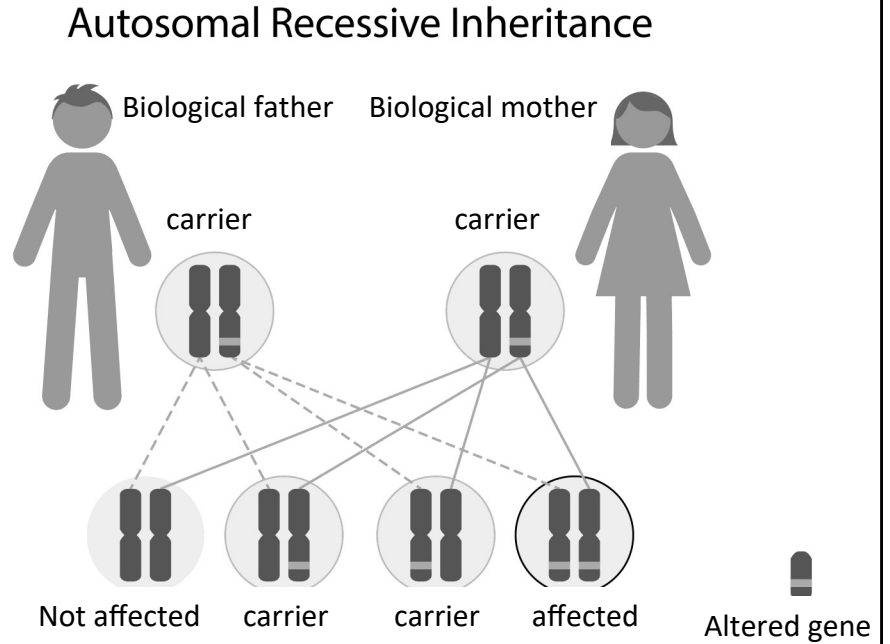 Autosomal Recessive Inheritance
Biological father
Biological mother
carrier
carrier
Not affected
carrier
carrier
affected
Altered gene